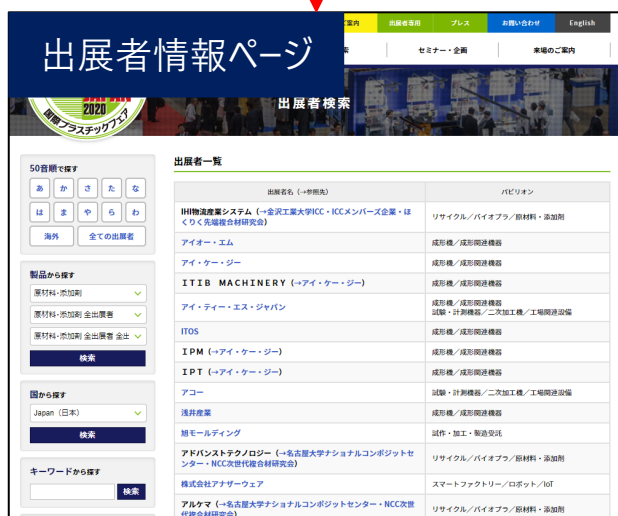 出展者情報ページ
ご案内
出展者専用
プレス
お問い合わせ
English
索
セミナー・企画
来場のご案内
JAPAN
2020
国際プラスチックフェア
出展者検索
50音順で探す
あ か さ た な
は ま や ら わ
海外 全ての出展者
製品から探す
原材料・添加剤
原材料・添加剤 全出展者
原材料・添加剤 全出展者 全出
検索
国から探す
Japan（日本）
検索
キーワードから探す
検索
出展者一覧
出展者名（→参照先） パビリオン
IHI物流産業システム（→金沢工業大学ICC・ICCメンバーズ企業・ほ
くりく先端複合材研究会） リサイクル／バイオプラ／原材料・添加剤
アイオー・エム 成形機／成形関連機器
アイ・ケー・ジー 成形機／成形関連機器
ＩＴＩＢ ＭＡＣＨＩＮＥＲＹ（→アイ・ケー・ジー） 成形機／成形関連機器
アイ・ティー・エス・ジャパン 成形機／成形関連機器
試験・計測機器／二次加工機／工場関連設備
ITOS 成形機／成形関連機器
ＩＰＭ（→アイ・ケー・ジー） 成形機／成形関連機器
ＩＰＴ（→アイ・ケー・ジー） 成形機／成形関連機器
アコー 試験・計測機器／二次加工機／工場関連設備
浅井産業 成形機／成形関連機器
旭モールディング 試作・加工・製造受託
アドバンストテクノロジー（→名古屋大学ナショナルコンポジットセ
ンター・NCC次世代複合材研究会） リサイクル／バイオプラ／原材料・添加剤
株式会社アナザーウェア スマートファクトリー／ロボット／IoT
アルケマ（→名古屋大学ナショナルコンポジットセンター・NCC次世
代複合材研究会） リサイクル／バイオプラ／原材料・添加剤